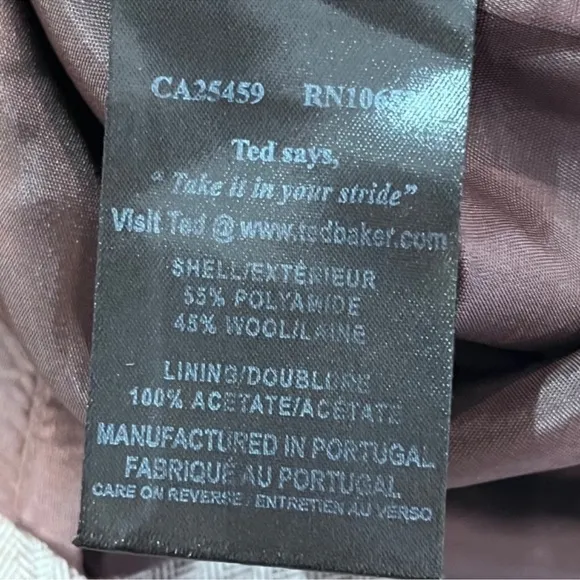 CA25459
Ted says,
“ Take it in your stride”
Visit Ted @ www.tedbaker.com
SHELL/EXTÉRIEUR
55% POLYAMIDE
45% WOOL/LAINE
LINING/DOUBLURE
100% ACETATE/ACÉTATE
MANUFACTURED IN PORTUGAL
FABRIQUÉ AU PORTUGAL
CARE ON REVERSE / ENTRETIEN AU VERSO